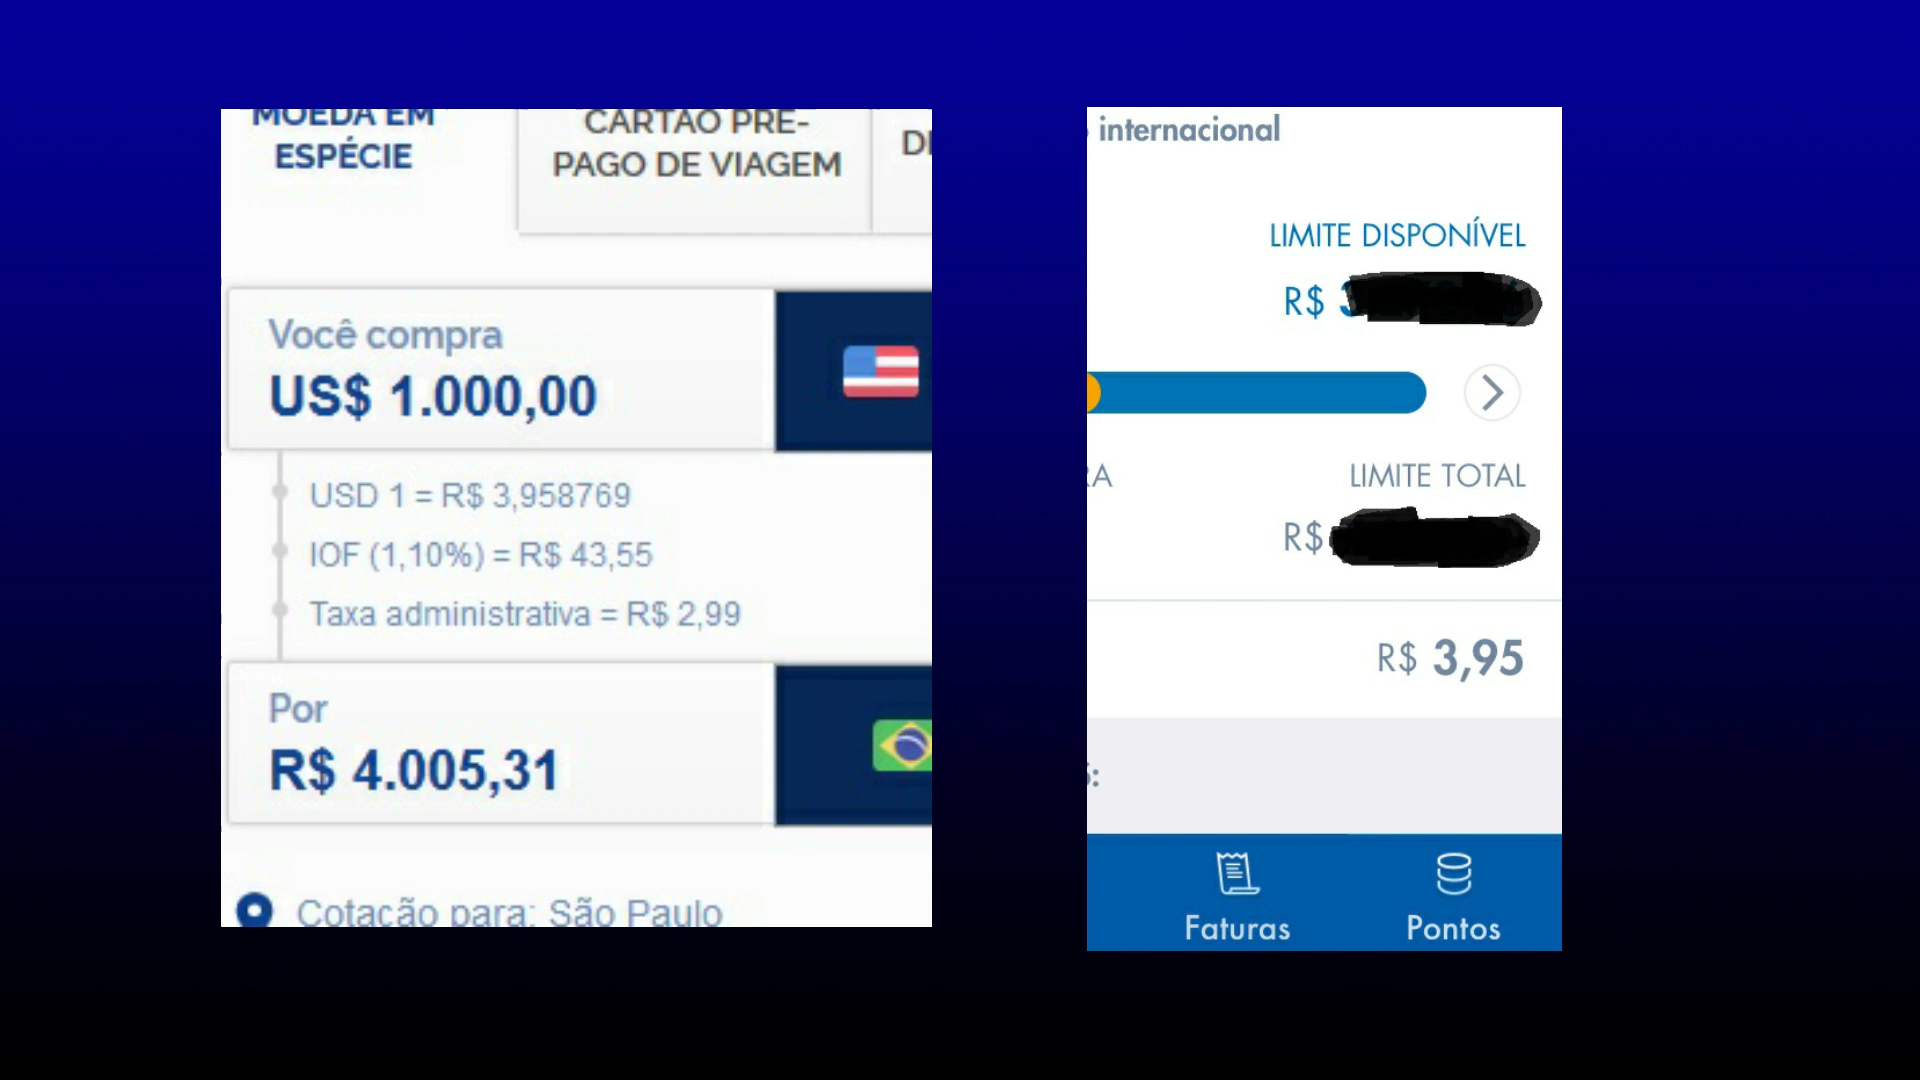 MOEDA EM
ESPÉCIE
CARTÃO PRÉ-
PAGO DE VIAGEM
Você compra
US$ 1.000,00
USD 1 = R$ 3,958769
IOF (1,10%) = R$ 43,55
Taxa administrativa = R$ 2,99
Por
R$ 4.005,31
Cotação para: São Paulo
internacional
LIMITE DISPONÍVEL
R$
LIMITE TOTAL
R$
R$ 3,95
Faturas
Pontos